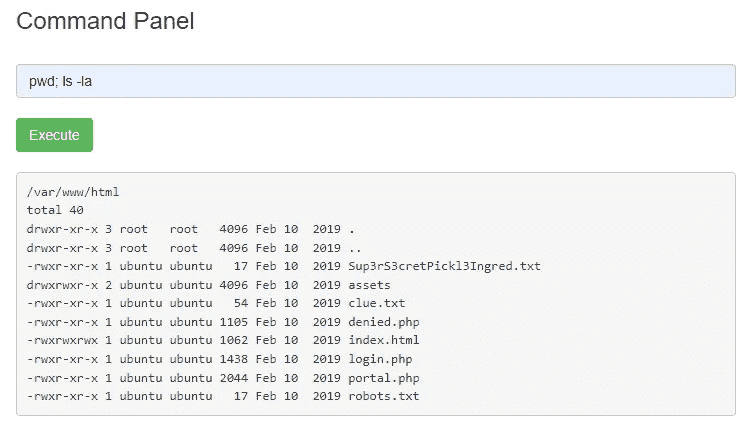 Command Panel
pwd; ls -la
Execute
/var/www/html
total 40
drwxr-xr-x 3 root   root   4096 Feb 10  2019 .
drwxr-xr-x 3 root   root   4096 Feb 10  2019 ..
-rwxr-xr-x 1 ubuntu ubuntu   17 Feb 10  2019 Sup3rS3cretPickl3Ingred.txt
drwxrwxr-x 2 ubuntu ubuntu 4096 Feb 10  2019 assets
-rwxr-xr-x 1 ubuntu ubuntu   54 Feb 10  2019 clue.txt
-rwxr-xr-x 1 ubuntu ubuntu 1105 Feb 10  2019 denied.php
-rwxrwxrwx 1 ubuntu ubuntu 1062 Feb 10  2019 index.html
-rwxr-xr-x 1 ubuntu ubuntu 1438 Feb 10  2019 login.php
-rwxr-xr-x 1 ubuntu ubuntu 2044 Feb 10  2019 portal.php
-rwxr-xr-x 1 ubuntu ubuntu   17 Feb 10  2019 robots.txt